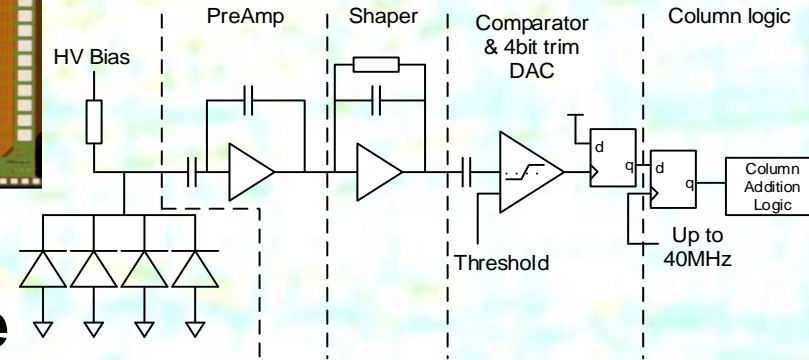 PreAmp
Shaper
Comparator
& 4bit trim
DAC
Column logic
HV Bias
d
q
d
q
Column
Addition
Logic
Threshold
Up to
40MHz
e